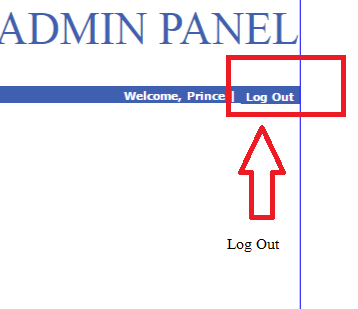 ADMIN PANEL
Welcome, Prince | Log Out
Log Out